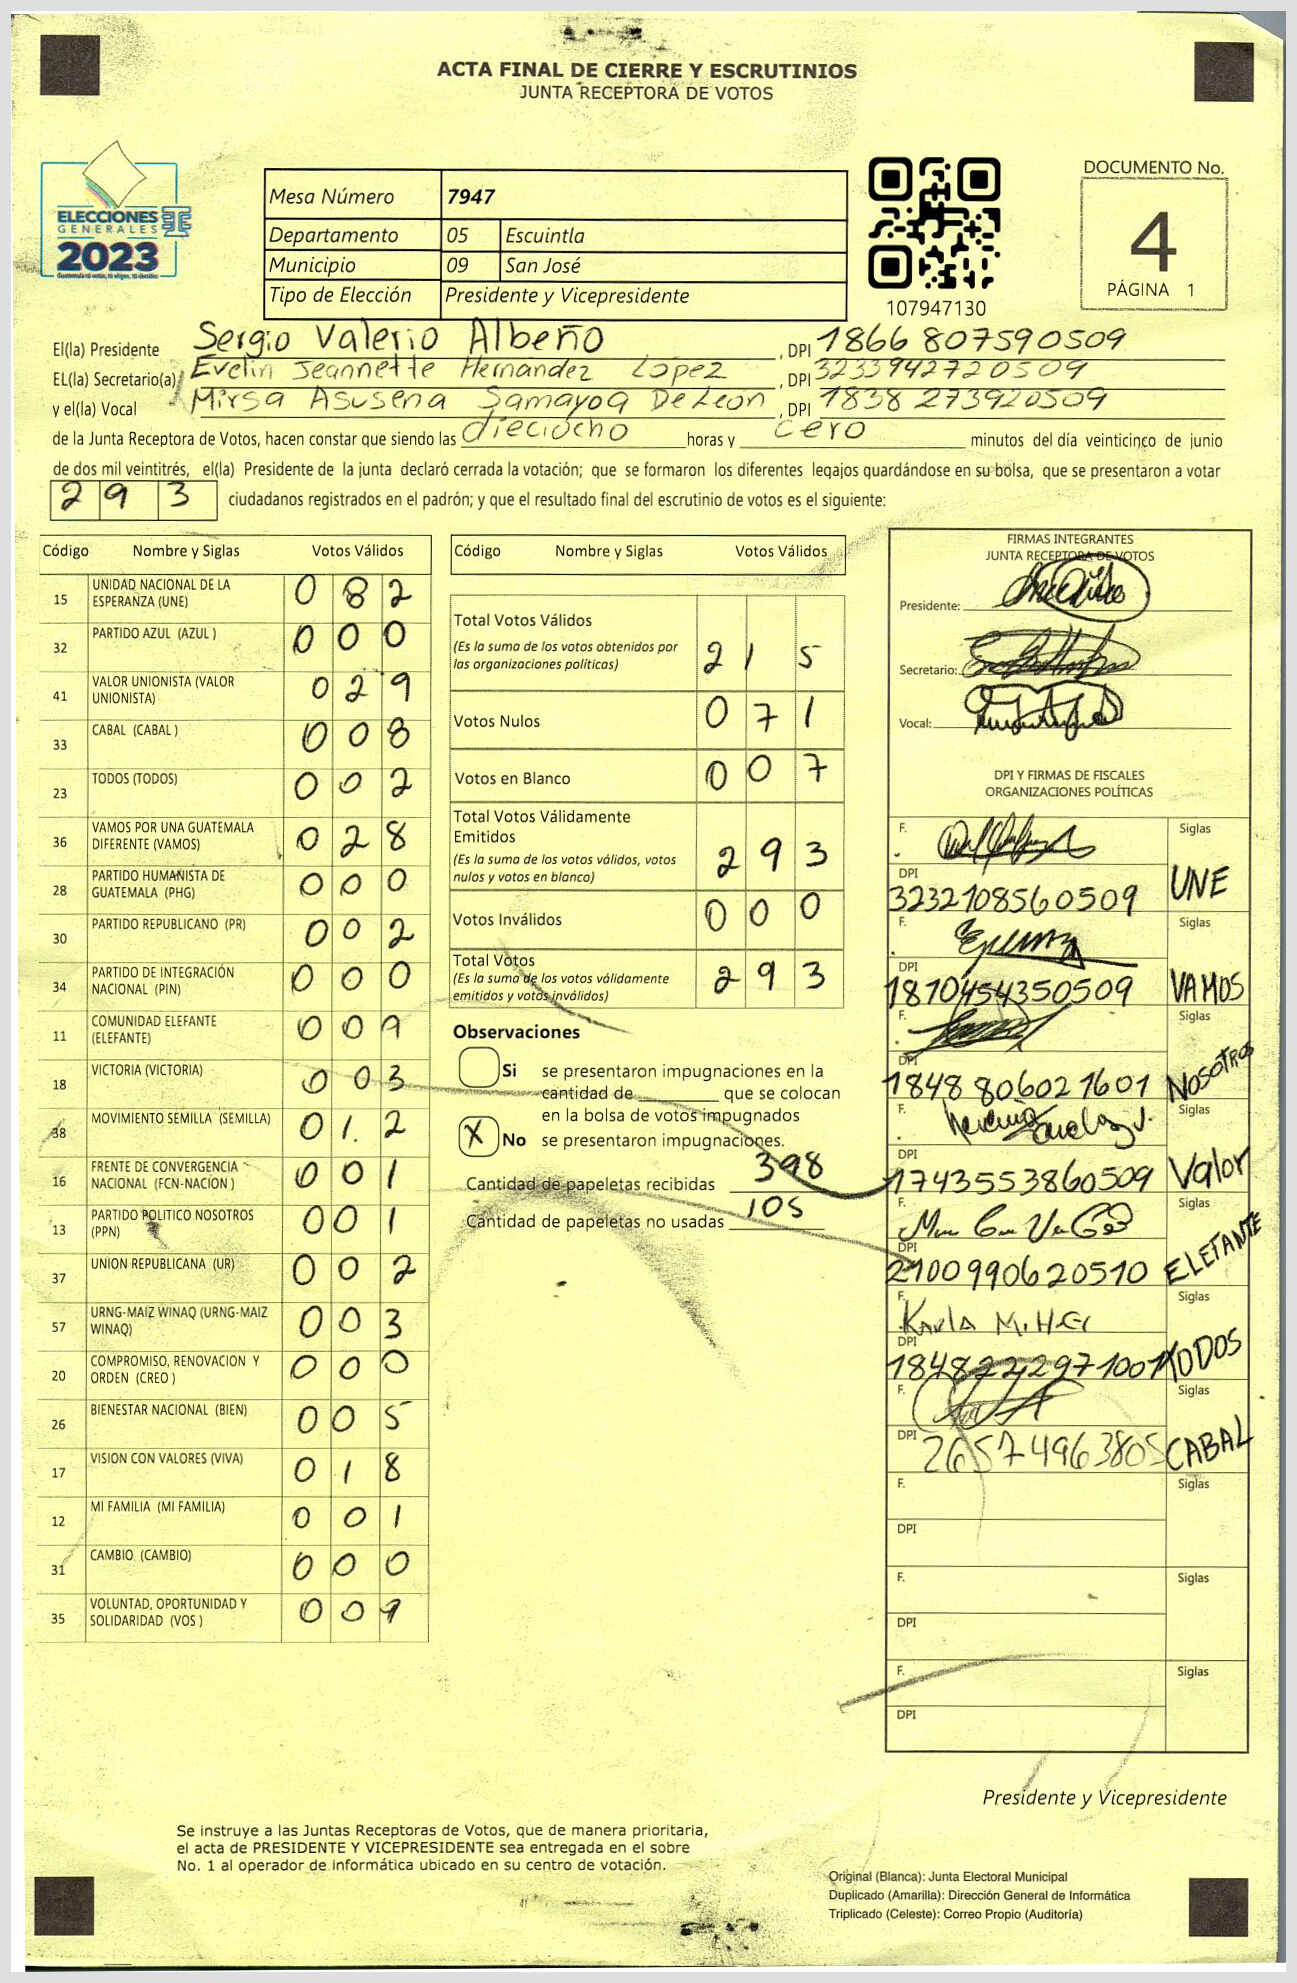 ACTA FINAL DE CIERRE Y ESCRUTINIOS
JUNTA RECEPTORA DE VOTOS
ELECCIONES
GENERALES
2023
Mesa Número 7947
Departamento 05 Escuintla
Municipio 09 San José
Tipo de Elección Presidente y Vicepresidente
107947130
DOCUMENTO No.
4
PÁGINA 1
El(la) Presidente Sergio Valerio Albeño , DPI 1866 807590509
EL(la) Secretario(a) Evelin Jeannette Hernandez López , DPI 3233942720509
y el(la) Vocal Mirsa Asusena Samayoa De Leon , DPI 1838 273920509
de la Junta Receptora de Votos, hacen constar que siendo las dieciocho horas y cero minutos del día veinticinco de junio
de dos mil veintitrés, el(la) Presidente de la junta declaró cerrada la votación; que se formaron los diferentes legajos guardándose en su bolsa, que se presentaron a votar
293 ciudadanos registrados en el padrón; y que el resultado final del escrutinio de votos es el siguiente:
Código Nombre y Siglas Votos Válidos
15 UNIDAD NACIONAL DE LA ESPERANZA (UNE) 0 8 2
32 PARTIDO AZUL (AZUL ) 0 0 0
41 VALOR UNIONISTA (VALOR UNIONISTA) 0 2 9
33 CABAL (CABAL ) 0 0 8
23 TODOS (TODOS) 0 0 2
36 VAMOS POR UNA GUATEMALA DIFERENTE (VAMOS) 0 2 8
28 PARTIDO HUMANISTA DE GUATEMALA (PHG) 0 0 0
30 PARTIDO REPUBLICANO (PR) 0 0 2
34 PARTIDO DE INTEGRACIÓN NACIONAL (PIN) 0 0 0
11 COMUNIDAD ELEFANTE (ELEFANTE) 0 0 9
18 VICTORIA (VICTORIA) 0 0 3
38 MOVIMIENTO SEMILLA (SEMILLA) 0 1. 2
16 FRENTE DE CONVERGENCIA NACIONAL (FCN-NACION ) 0 0 1
13 PARTIDO POLITICO NOSOTROS (PPN) 0 0 1
37 UNION REPUBLICANA (UR) 0 0 2
57 URNG-MAIZ WINAQ (URNG-MAIZ WINAQ) 0 0 3
20 COMPROMISO, RENOVACION Y ORDEN (CREO ) 0 0 0
26 BIENESTAR NACIONAL (BIEN) 0 0 5
17 VISION CON VALORES (VIVA) 0 1 8
12 MI FAMILIA (MI FAMILIA) 0 0 1
31 CAMBIO (CAMBIO) 0 0 0
35 VOLUNTAD, OPORTUNIDAD Y SOLIDARIDAD (VOS ) 0 0 9
Código Nombre y Siglas Votos Válidos
Total Votos Válidos
(Es la suma de los votos obtenidos por
las organizaciones políticas) 2 1 5
Votos Nulos 0 7 1
Votos en Blanco 0 0 7
Total Votos Válidamente
Emitidos
(Es la suma de los votos válidos, votos
nulos y votos en blanco) 2 9 3
Votos Inválidos 0 0 0
Total Votos
(Es la suma de los votos válidamente
emitidos y votos inválidos) 2 9 3
Observaciones
Si se presentaron impugnaciones en la
cantidad de ________ que se colocan
en la bolsa de votos impugnados
X No se presentaron impugnaciones.
Cantidad de papeletas recibidas 398
Cantidad de papeletas no usadas 105
FIRMAS INTEGRANTES
JUNTA RECEPTORA DE VOTOS
Presidente:
Secretario:
Vocal:
DPI Y FIRMAS DE FISCALES
ORGANIZACIONES POLÍTICAS
F. Siglas
DPI 3232108560509 UNE
F. Siglas
DPI 1870454350509 VAMOS
F. Siglas
DPI 1848 806021601 NOSOTROS
F. Siglas
DPI 1743553860509 Valor
F. Siglas
DPI 2100990620510 ELEFANTE
F. Karla Siglas
DPI TODOS
F. Siglas
DPI 2657496 3805 CABAL
F. Siglas
DPI
F. Siglas
DPI
F. Siglas
DPI
Presidente y Vicepresidente
Se instruye a las Juntas Receptoras de Votos, que de manera prioritaria,
el acta de PRESIDENTE Y VICEPRESIDENTE sea entregada en el sobre
No. 1 al operador de informática ubicado en su centro de votación.
Original (Blanca): Junta Electoral Municipal
Duplicado (Amarilla): Dirección General de Informática
Triplicado (Celeste): Correo Propio (Auditoría)